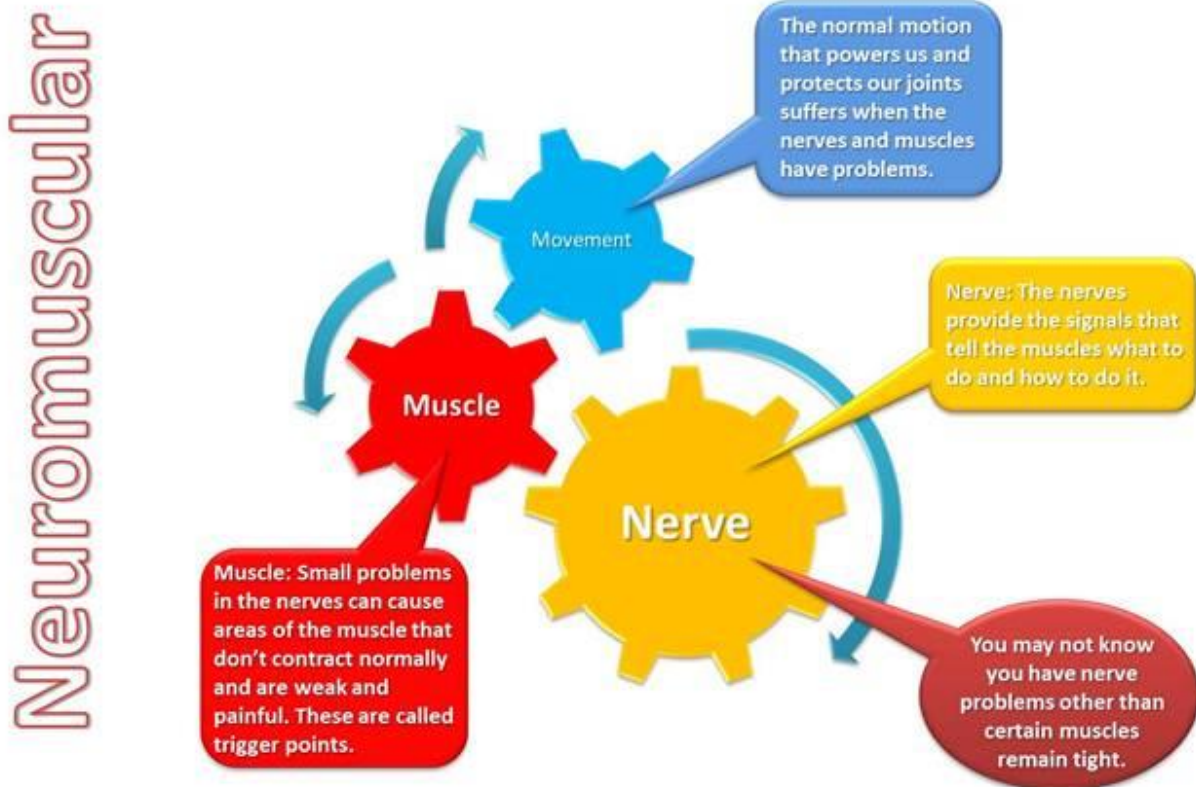 Neuromuscular
The normal motion
that powers us and
protects our joints
suffers when the
nerves and muscles
have problems.
Movement
Nerve: The nerves
provide the signals that
tell the muscles what to
do and how to do it.
Muscle
Nerve
Muscle: Small problems
in the nerves can cause
areas of the muscle that
don’t contract normally
and are weak and
painful. These are called
trigger points.
You may not know
you have nerve
problems other than
certain muscles
remain tight.